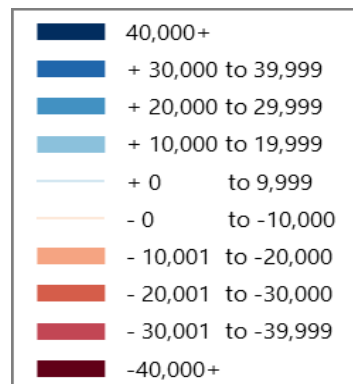 40,000+
+ 30,000 to 39,999
+ 20,000 to 29,999
+ 10,000 to 19,999
+ 0 to 9,999
- 0 to -10,000
- 10,001 to -20,000
- 20,001 to -30,000
- 30,001 to -39,999
-40,000+